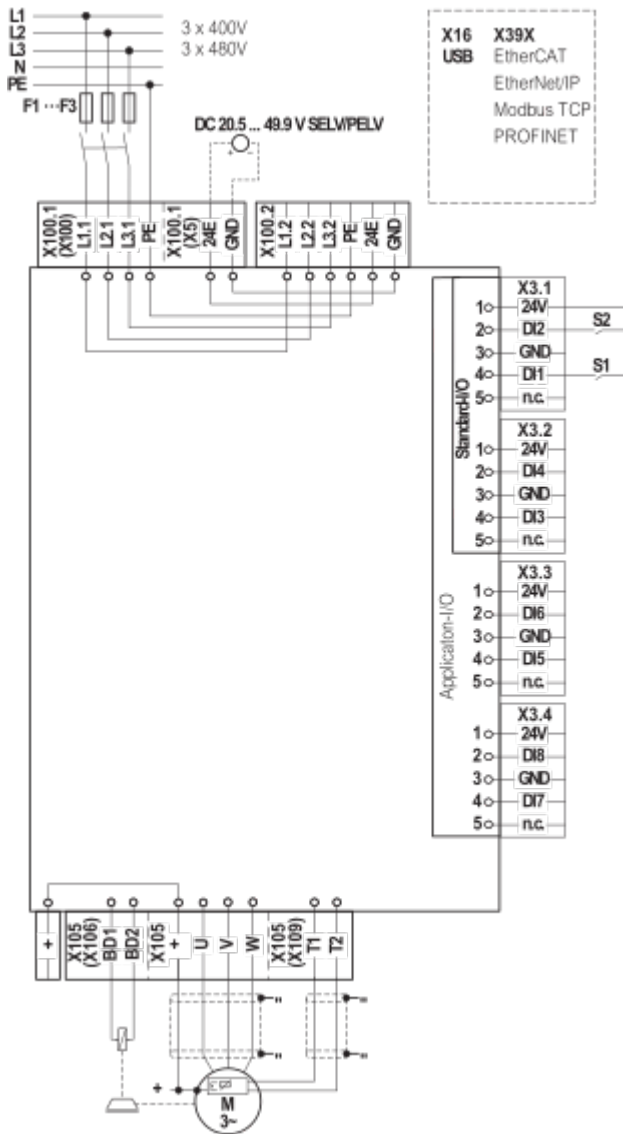 L1
L2
L3
N
PE
3 x 400V
3 x 480V
F1 ···F3
DC 20.5 ... 49.9 V SELV/PELV
+ -
X16 X39X
USB EtherCAT
EtherNet/IP
Modbus TCP
PROFINET
X100.1
(X100)
L1.1
L2.1
L3.1
PE
X100.1
(X5)
24E
GND
X100.2
L1.2
L2.2
L3.2
PE
24E
GND
Standard-I/O
Application-I/O
X3.1
1 24V
2 DI2 S2
3 GND
4 DI1 S1
5 n.c.
X3.2
1 24V
2 DI4
3 GND
4 DI3
5 n.c.
X3.3
1 24V
2 DI6
3 GND
4 DI5
5 n.c.
X3.4
1 24V
2 DI8
3 GND
4 DI7
5 n.c.
+
X105
(X106)
BD1
BD2
X105
+
U
V
W
X105
(X109)
T1
T2
+
M
3~